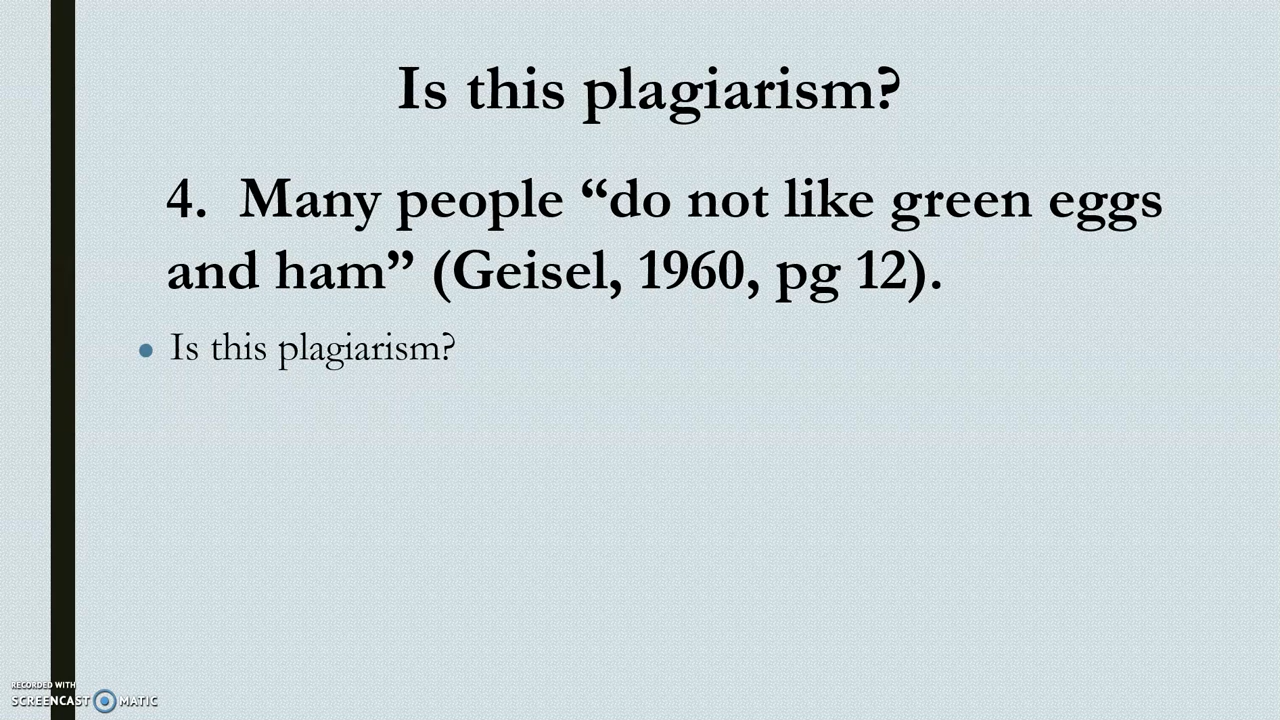 Is this plagiarism?
4. Many people “do not like green eggs
and ham” (Geisel, 1960, pg 12).
● Is this plagiarism?
RECORDED WITH
SCREENCAST MATIC